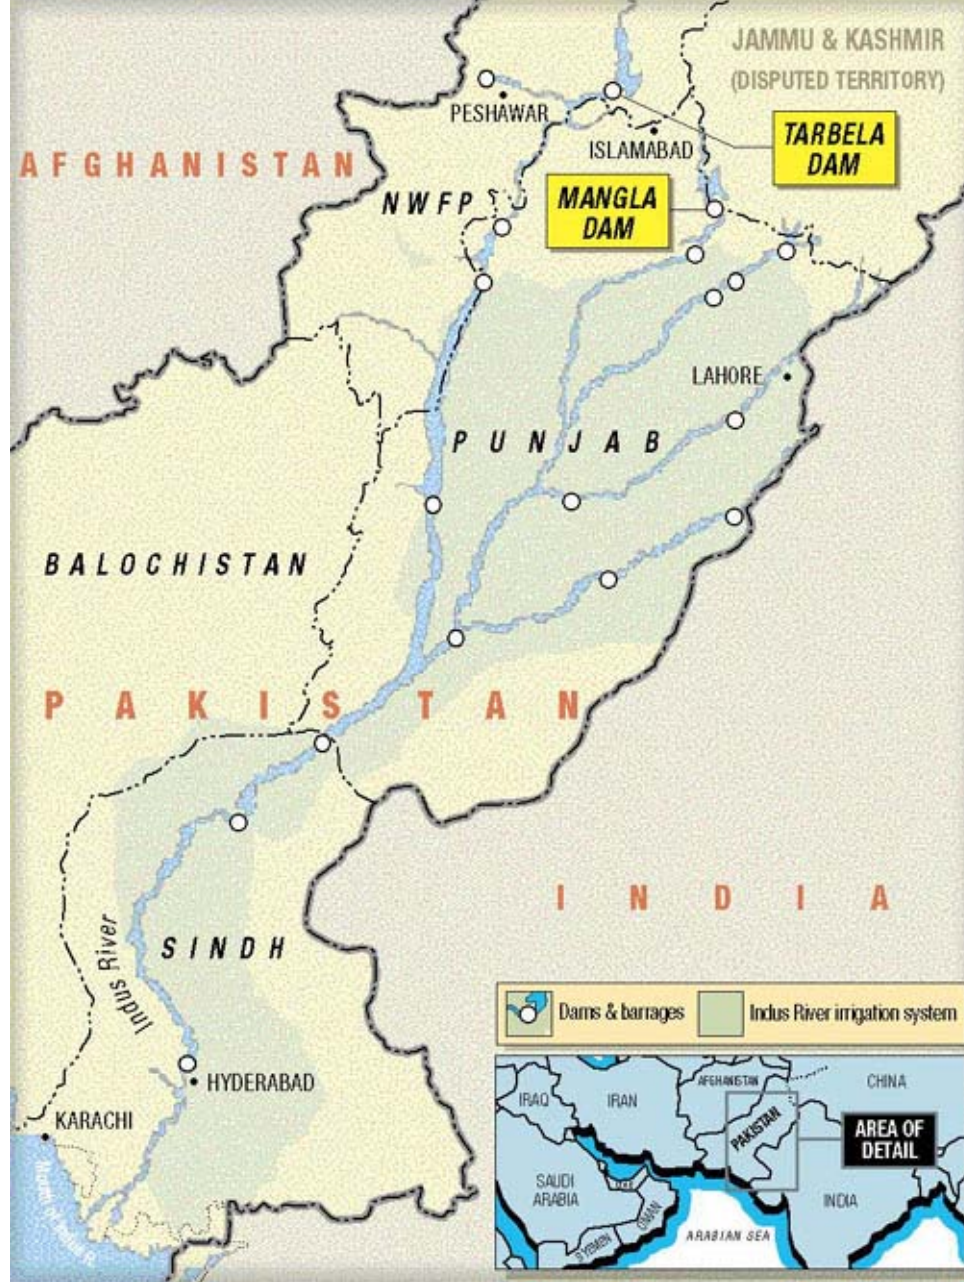 JAMMU & KASHMIR
(DISPUTED TERRITORY)
PESHAWAR
TARBELA
DAM
ISLAMABAD
AFGHANISTAN
NWFP
MANGLA
DAM
LAHORE
PUNJAB
BALOCHISTAN
PAKISTAN
INDIA
Indus River
SINDH
Dams & barrages
Indus River irrigation system
HYDERABAD
KARACHI
AFGHANISTAN
CHINA
IRAQ
IRAN
PAKISTAN
AREA OF
DETAIL
SAUDI
ARABIA
UAE
OMAN
INDIA
YEMEN
ARABIAN SEA